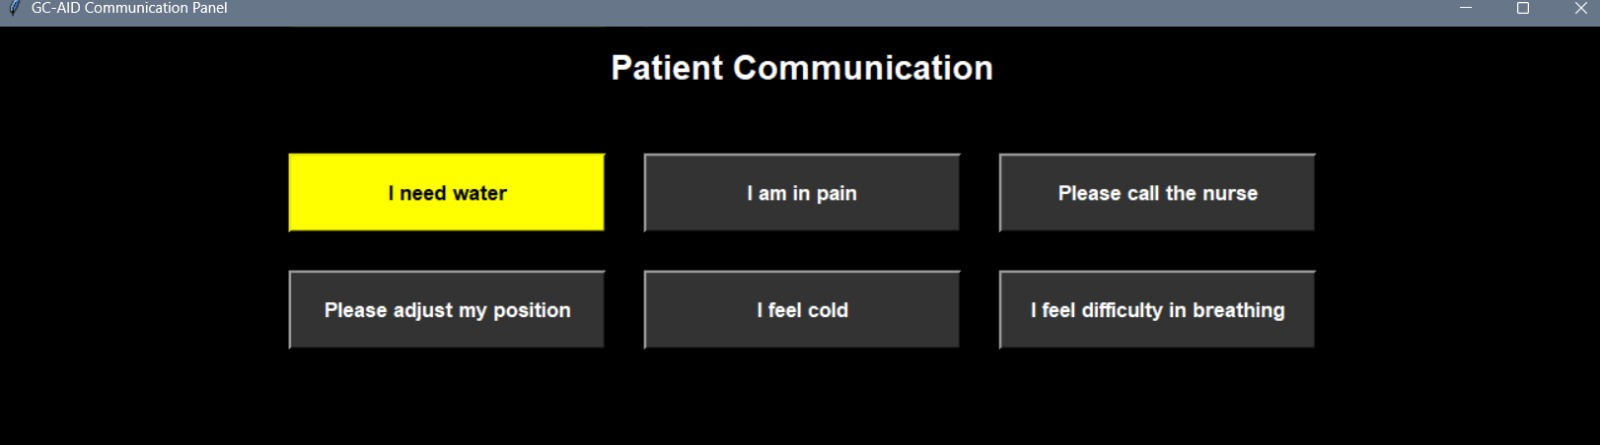 GC-AID Communication Panel
Patient Communication
I need water
I am in pain
Please call the nurse
Please adjust my position
I feel cold
I feel difficulty in breathing